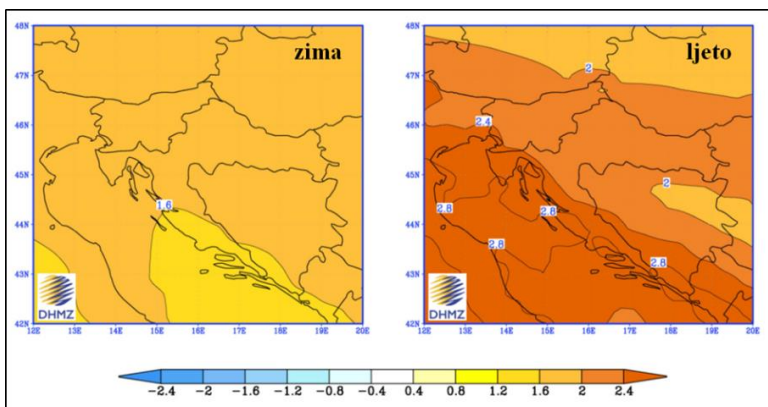 zima
48N
47N
46N
45N
44N
43N
42N
1.6
DHMZ
12E 13E 14E 15E 16E 17E 18E 19E 20E
ljeto
48N
47N
46N
45N
44N
43N
42N
2
2.4
2
2.8
2.8
2.8
2.8
DHMZ
12E 13E 14E 15E 16E 17E 18E 19E 20E
-2.4 -2 -1.6 -1.2 -0.8 -0.4 0.4 0.8 1.2 1.6 2 2.4